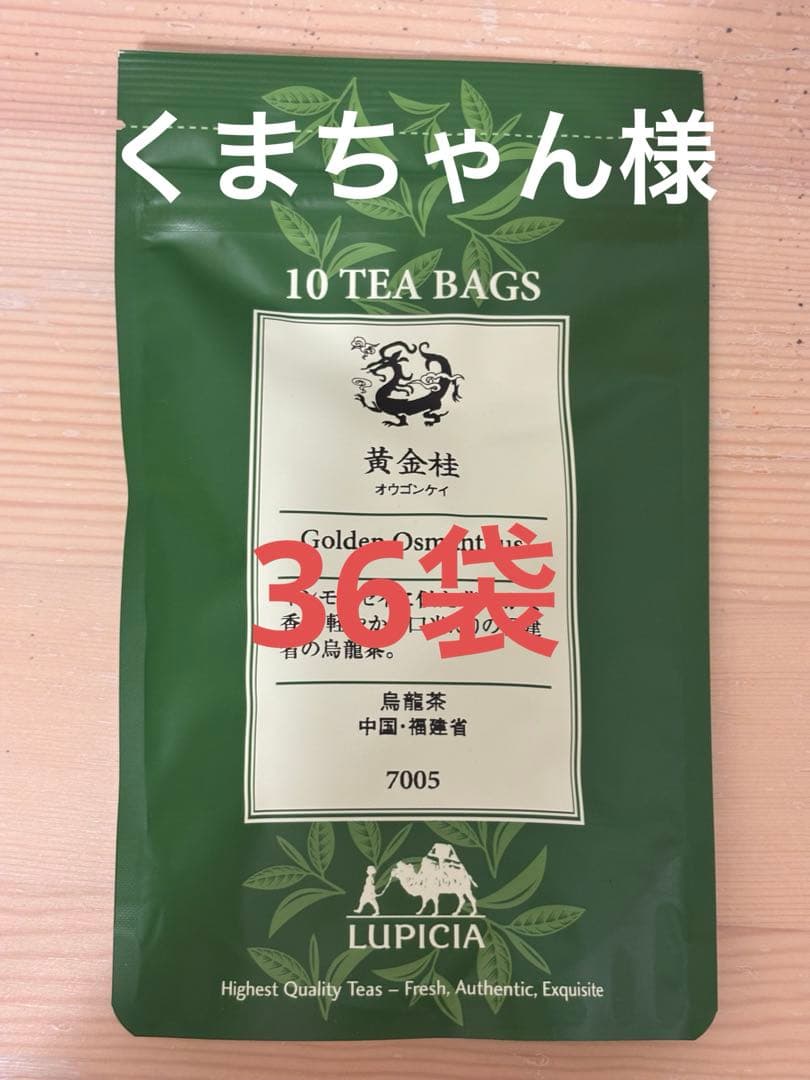 くまちゃん様
10 TEA BAGS
黄金桂
オウゴンケイ
Golden
36袋
省の烏龍茶。
烏龍茶
中国・福建省
7005
LUPICIA
Highest Quality Teas – Fresh, Authentic, Exquisite